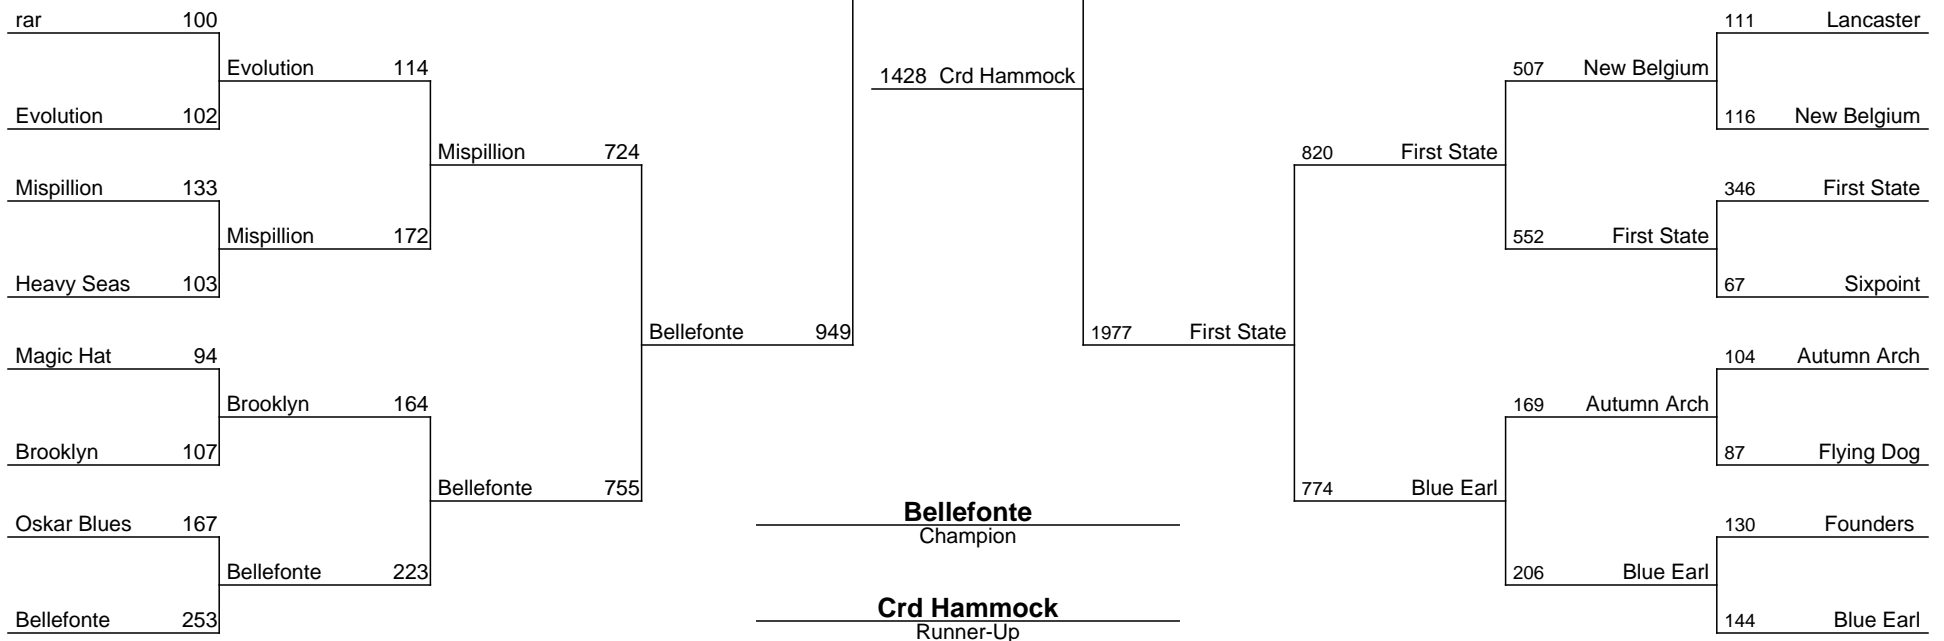 rar 100
111 Lancaster
Evolution 114
1428 Crd Hammock
507 New Belgium
Evolution 102
116 New Belgium
Mispillion 724
820 First State
Mispillion 133
346 First State
Mispillion 172
552 First State
Heavy Seas 103
67 Sixpoint
Bellefonte 949
1977 First State
Magic Hat 94
104 Autumn Arch
Brooklyn 164
169 Autumn Arch
Brooklyn 107
87 Flying Dog
Bellefonte 755
774 Blue Earl
Bellefonte
Champion
Oskar Blues 167
130 Founders
Bellefonte 223
206 Blue Earl
Crd Hammock
Runner-Up
Bellefonte 253
144 Blue Earl